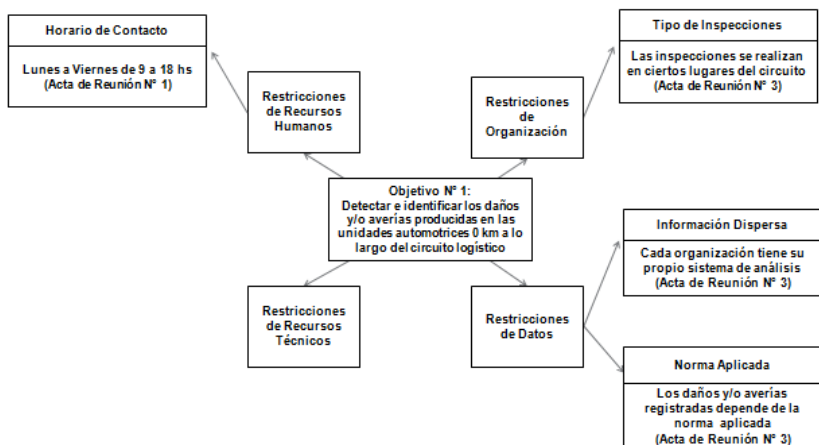 Horario de Contacto
Lunes a Viernes de 9 a 18 hs
(Acta de Reunión N° 1)
Tipo de Inspecciones
Las inspecciones se realizan
en ciertos lugares del circuito
(Acta de Reunión N° 3)
Restricciones
de Recursos
Humanos
Restricciones
de
Organización
Objetivo N° 1:
Detectar e identificar los daños
y/o averías producidas en las
unidades automotrices 0 km a lo
largo del circuito logístico
Información Dispersa
Cada organización tiene su
propio sistema de análisis
(Acta de Reunión N° 3)
Restricciones
de Recursos
Técnicos
Restricciones
de Datos
Norma Aplicada
Los daños y/o averías
registradas depende de la
norma aplicada
(Acta de Reunión N° 3)